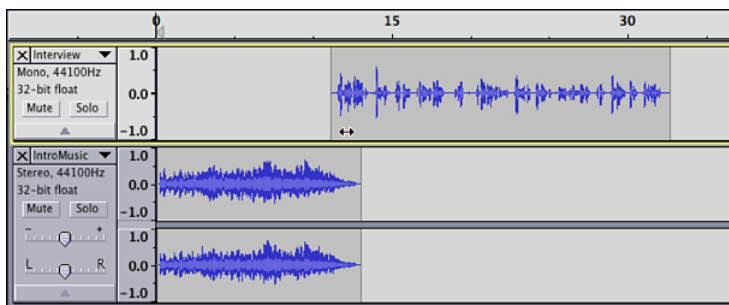 0 15 30
Interview 1.0
Mono, 44100Hz
32-bit float 0.0
Mute Solo
-1.0
IntroMusic 1.0
Stereo, 44100Hz
32-bit float 0.0
Mute Solo -1.0
- + 1.0
L R 0.0
-1.0